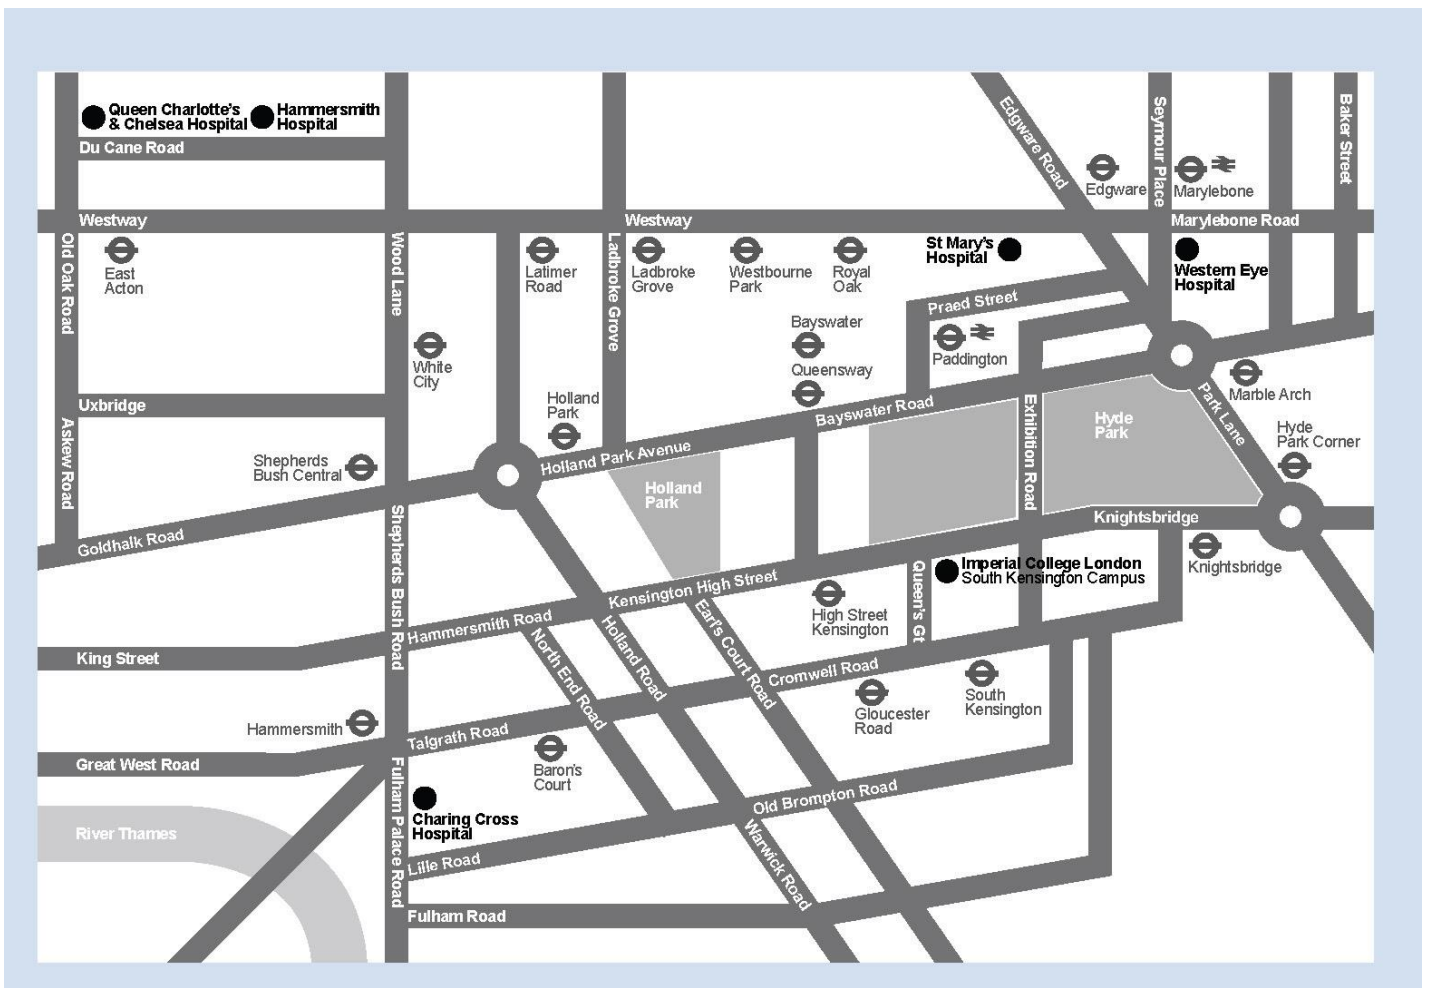 Queen Charlotte's
& Chelsea Hospital
Hammersmith
Hospital
Du Cane Road
Edgware Road
Seymour Place
Baker Street
Edgware
Marylebone
Westway
Westway
Marylebone Road
Old Oak Road
East
Acton
Wood Lane
Latimer
Road
Ladbroke Grove
Ladbroke
Grove
Westbourne
Park
Royal
Oak
St Mary's
Hospital
Western Eye
Hospital
Praed Street
Bayswater
Queensway
Paddington
White
City
Holland
Park
Uxbridge
Askew Road
Bayswater Road
Exhibition Road
Hyde
Park
Park Lane
Marble Arch
Hyde
Park Corner
Shepherds
Bush Central
Holland Park Avenue
Holland
Park
Goldhalk Road
Knightsbridge
Knightsbridge
Shepherds Bush Road
Kensington High Street
High Street
Kensington
Queen's Gt
Imperial College London
South Kensington Campus
Hammersmith Road
King Street
North End Road
Holland Road
Earl's Court Road
Cromwell Road
Gloucester
Road
South
Kensington
Hammersmith
Talgrath Road
Great West Road
Baron's
Court
Fulham Palace Road
Charing Cross
Hospital
Old Brompton Road
River Thames
Lille Road
Warwick Road
Fulham Road